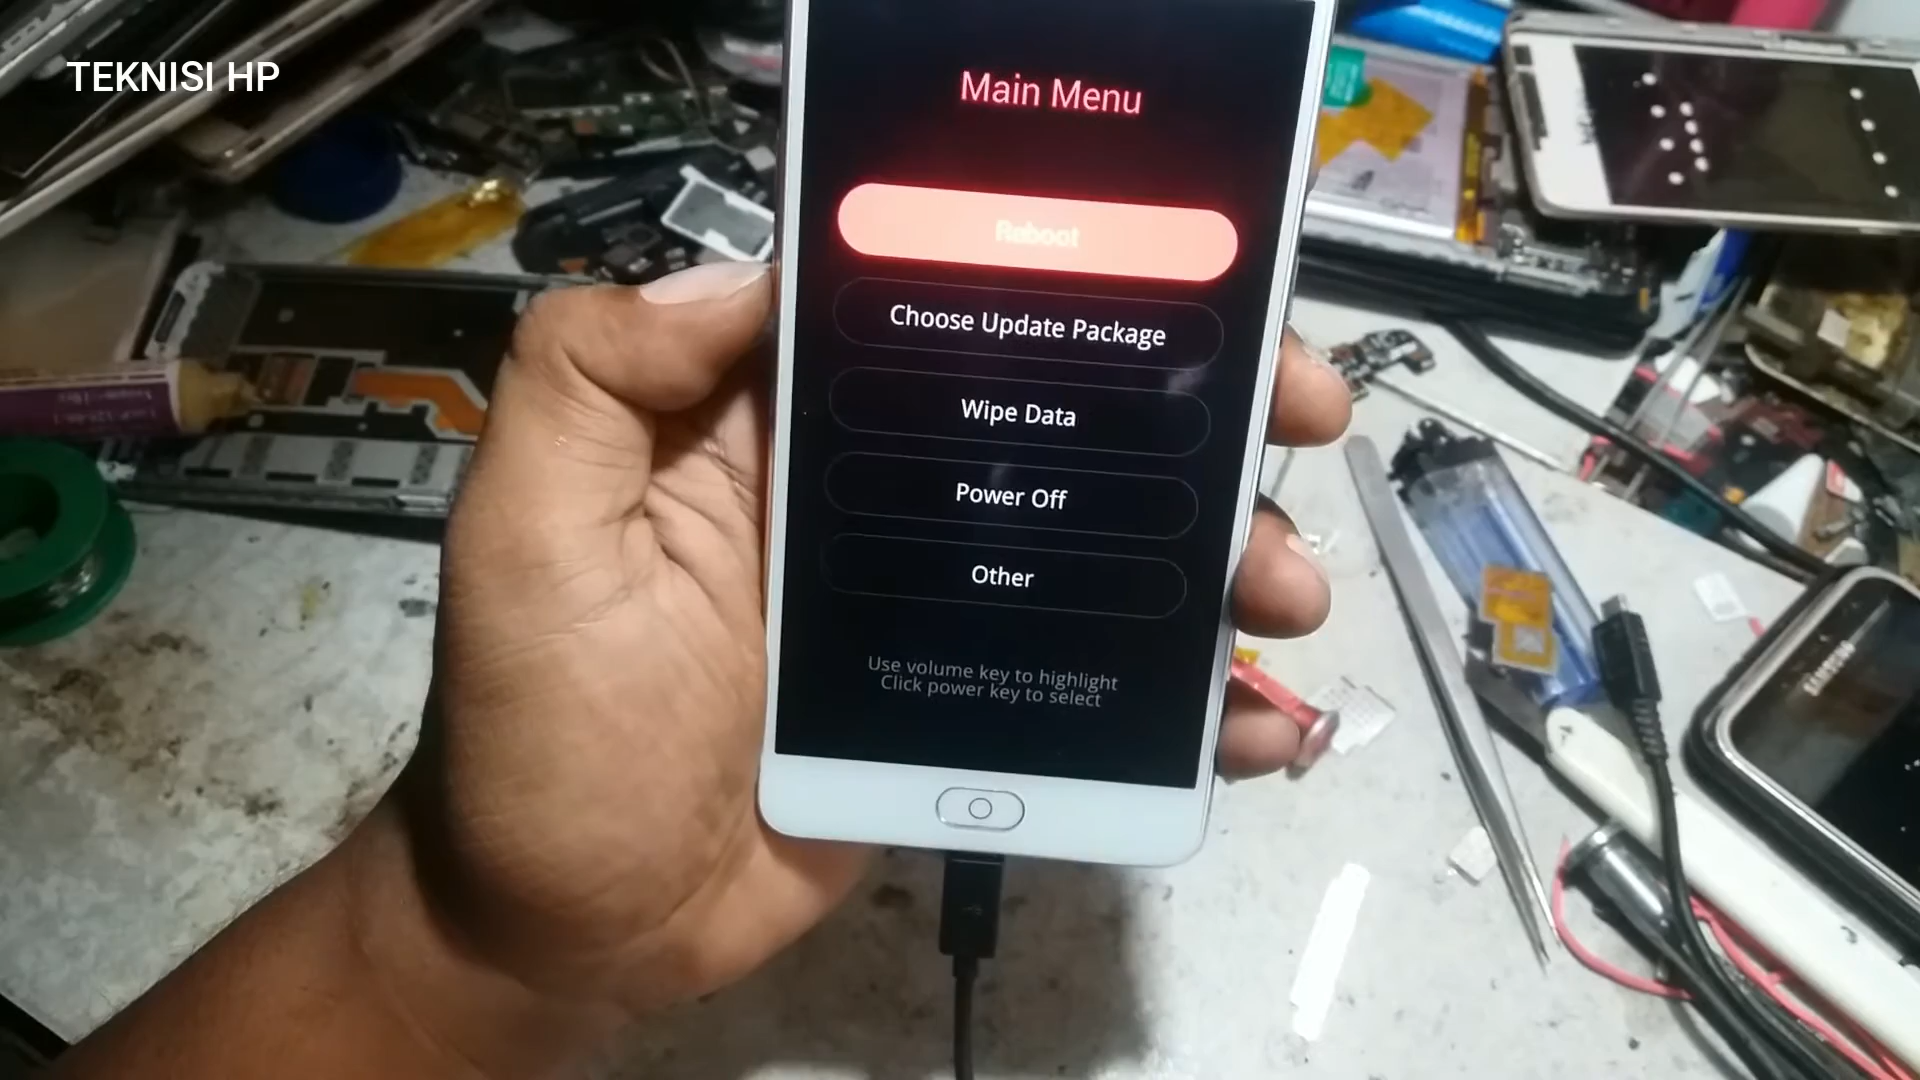 TEKNISI HP
Main Menu
Reboot
Choose Update Package
Wipe Data
Power Off
Other
Use volume key to highlight
Click power key to select
SAMSUNG